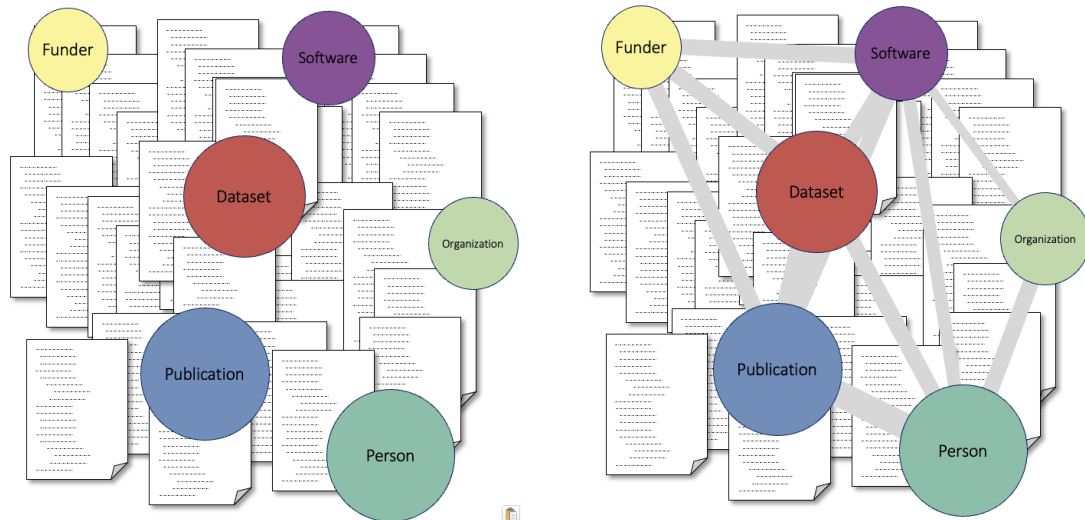 Funder
Software
Dataset
Organization
Publication
Person
Funder
Software
Dataset
Organization
Publication
Person